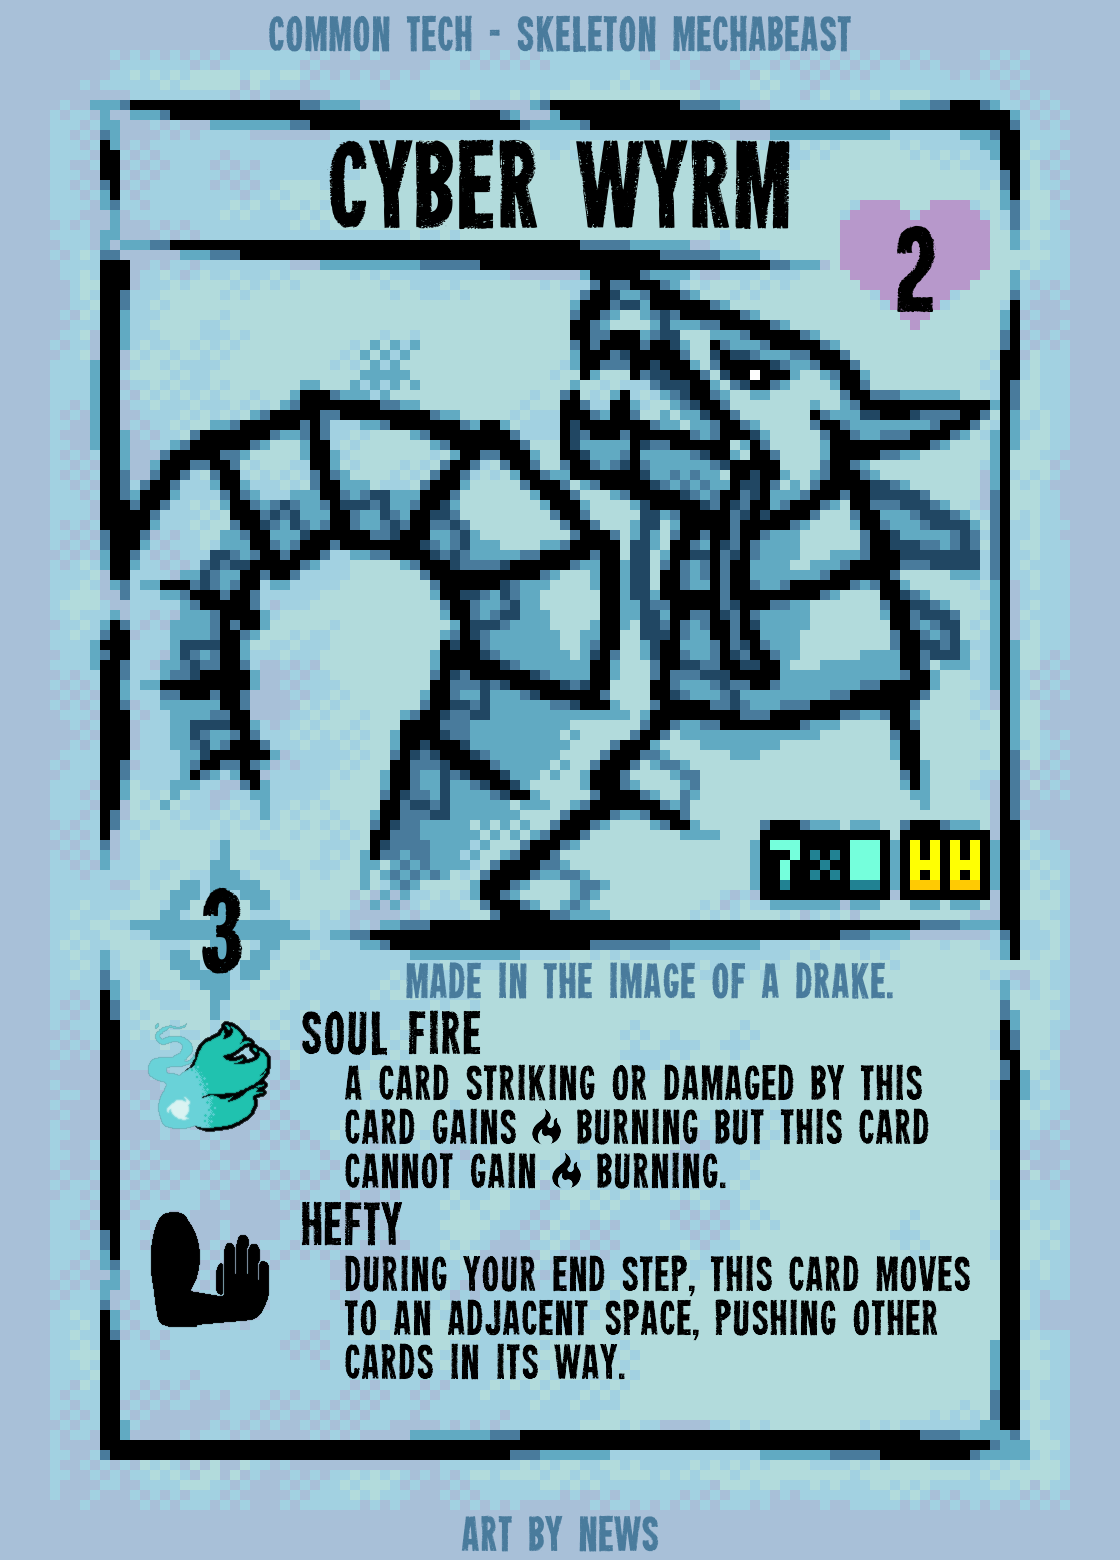 COMMON TECH - SKELETON MECHABEAST
CYBER WYRM
2
3
MADE IN THE IMAGE OF A DRAKE.
SOUL FIRE
A CARD STRIKING OR DAMAGED BY THIS
CARD GAINS BURNING BUT THIS CARD
CANNOT GAIN BURNING.
HEFTY
DURING YOUR END STEP, THIS CARD MOVES
TO AN ADJACENT SPACE, PUSHING OTHER
CARDS IN ITS WAY.
ART BY NEWS